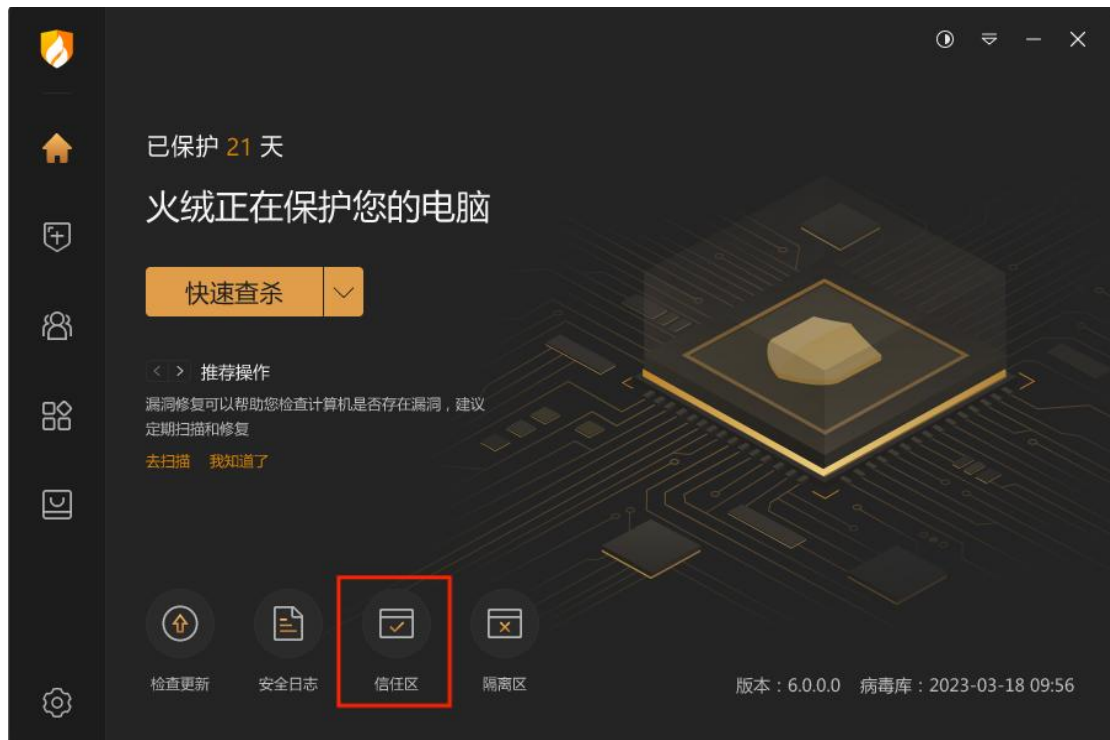 已保护 21 天
火绒正在保护您的电脑
快速查杀
推荐操作
漏洞修复可以帮助您检查计算机是否存在漏洞，建议
定期扫描和修复
去扫描 我知道了
检查更新 安全日志 信任区 隔离区
版本：6.0.0.0 病毒库：2023-03-18 09:56